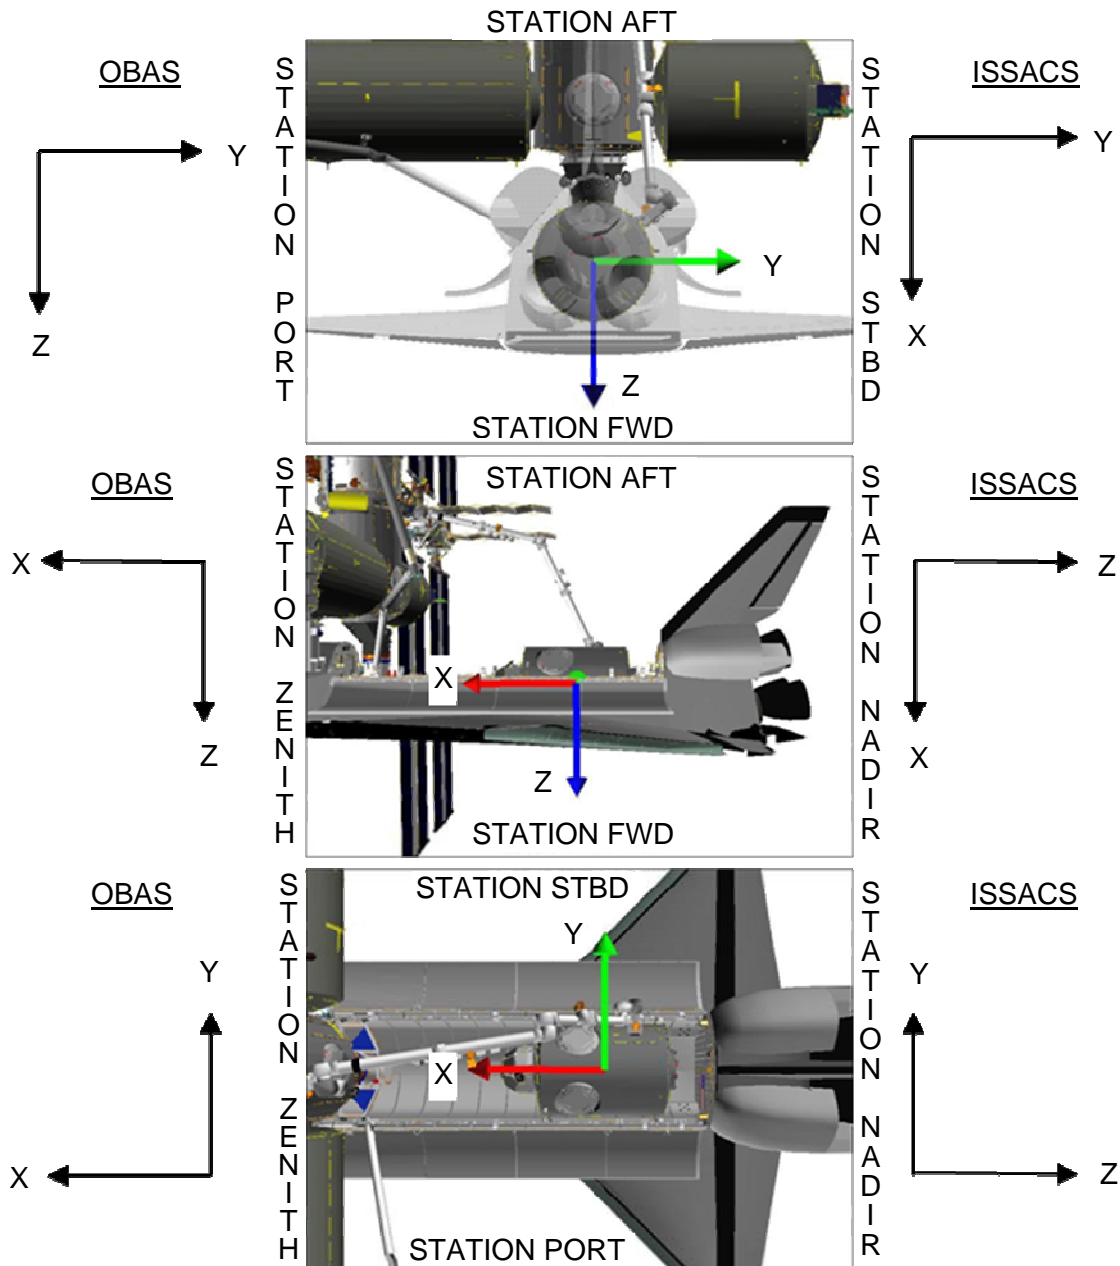 STATION AFT
OBAS
ISSACS
STATION PORT
STATION STBD
Y
Z
Y
X
Y
Z
STATION FWD
STATION AFT
OBAS
ISSACS
STATION ZENITH
STATION NADIR
X
Z
Z
X
X
Z
STATION FWD
STATION STBD
OBAS
ISSACS
STATION ZENITH
STATION NADIR
Y
Y
Y
X
X
Z
STATION PORT